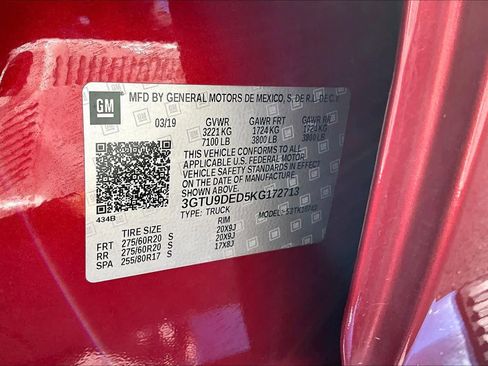 GM
MFD BY GENERAL MOTORS DE MEXICO, S. DE R.L. DE C.V.
03/19 GVWR GAWR FRT GAWR RR
3221 KG 1724 KG 1724 KG
7100 LB 3800 LB 3800 LB
THIS VEHICLE CONFORMS TO ALL
APPLICABLE U.S. FEDERAL MOTOR
VEHICLE SAFETY STANDARDS IN EFFECT
ON THE DATE OF MANUFACTURE
SHOWN ABOVE.
3GTU9DED5KG172713
434B TYPE: TRUCK MODEL:
TIRE SIZE RIM
FRT 275/60R20 S 20X9J
RR 275/60R20 S 20X9J
SPA 255/80R17 S 17X8J